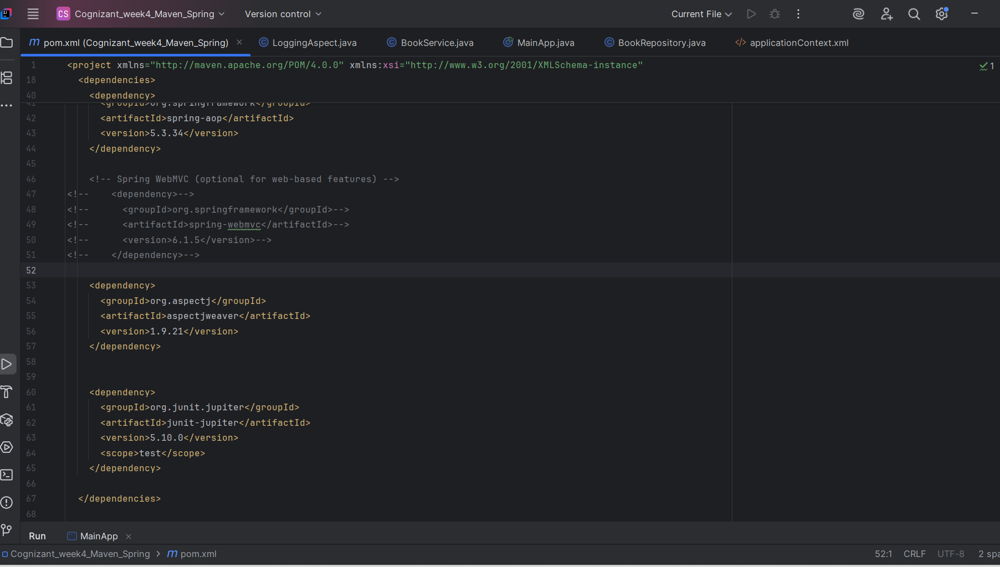 CS Cognizant_week4_Maven_Spring Version control Current File
pom.xml (Cognizant_week4_Maven_Spring) LoggingAspect.java BookService.java MainApp.java BookRepository.java applicationContext.xml
1 <project xmlns="http://maven.apache.org/POM/4.0.0" xmlns:xsi="http://www.w3.org/2001/XMLSchema-instance" 1
18 <dependencies>
40 <dependency>
41 <groupId>org.springframework</groupId>
42 <artifactId>spring-aop</artifactId>
43 <version>5.3.34</version>
44 </dependency>
45
46 <!-- Spring WebMVC (optional for web-based features) -->
47 <!--    <dependency>-->
48 <!--      <groupId>org.springframework</groupId>-->
49 <!--      <artifactId>spring-webmvc</artifactId>-->
50 <!--      <version>6.1.5</version>-->
51 <!--    </dependency>-->
52
53 <dependency>
54 <groupId>org.aspectj</groupId>
55 <artifactId>aspectjweaver</artifactId>
56 <version>1.9.21</version>
57 </dependency>
58
59
60 <dependency>
61 <groupId>org.junit.jupiter</groupId>
62 <artifactId>junit-jupiter</artifactId>
63 <version>5.10.0</version>
64 <scope>test</scope>
65 </dependency>
66
67 </dependencies>
68
Run MainApp
Cognizant_week4_Maven_Spring > m pom.xml 52:1 CRLF UTF-8 2 spa